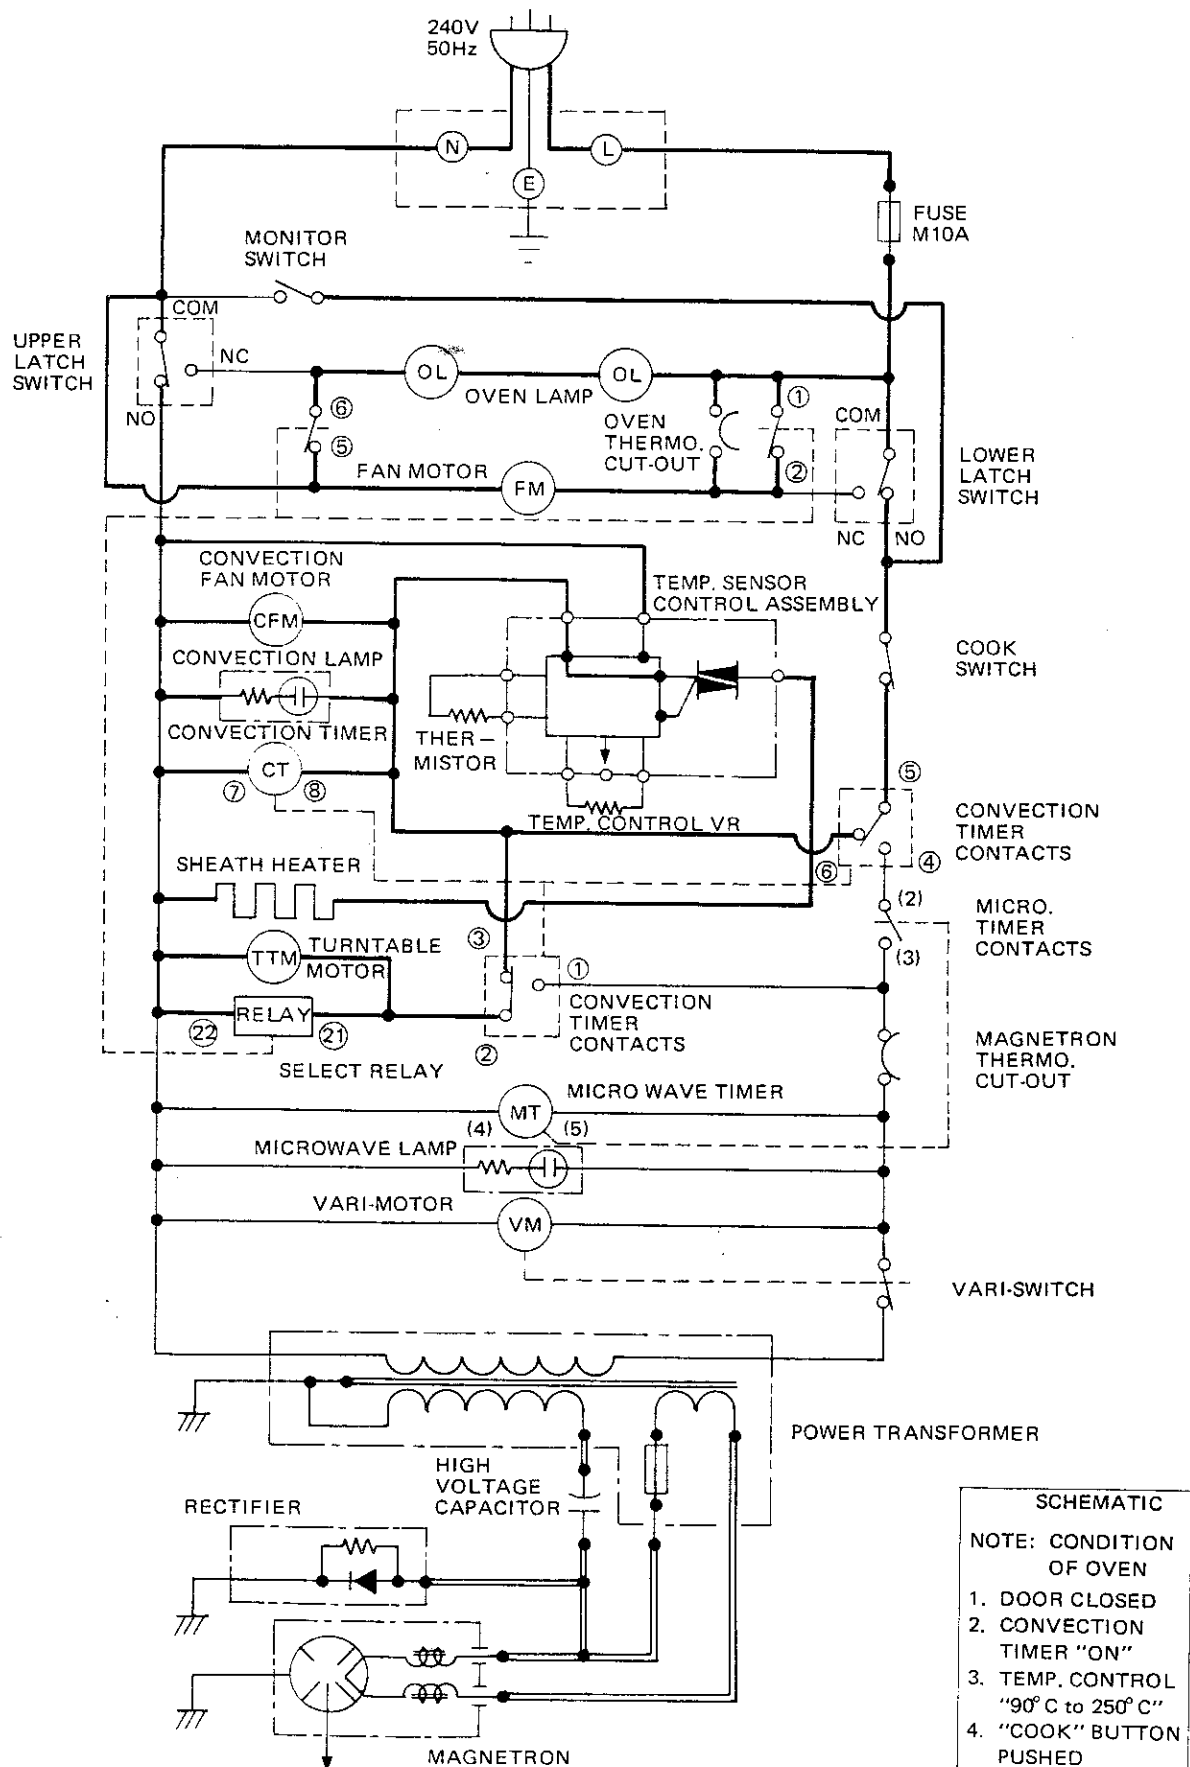 240V
50Hz
N
L
E
FUSE
M10A
MONITOR
SWITCH
COM
UPPER
LATCH
SWITCH
NC
NO
OL
OL
OVEN LAMP
⑥
⑤
OVEN
THERMO.
CUT-OUT
①
②
COM
LOWER
LATCH
SWITCH
FAN MOTOR
FM
NC
NO
CONVECTION
FAN MOTOR
CFM
TEMP. SENSOR
CONTROL ASSEMBLY
COOK
SWITCH
CONVECTION LAMP
CONVECTION TIMER
CT
⑦
⑧
THER-
MISTOR
TEMP. CONTROL VR
⑤
⑥
④
CONVECTION
TIMER
CONTACTS
SHEATH HEATER
(2)
(3)
MICRO.
TIMER
CONTACTS
TTM
TURNTABLE
MOTOR
③
①
②
CONVECTION
TIMER
CONTACTS
㉒
RELAY
㉑
SELECT RELAY
MAGNETRON
THERMO.
CUT-OUT
MICRO WAVE TIMER
MT
(4)
(5)
MICROWAVE LAMP
VARI-MOTOR
VM
VARI-SWITCH
POWER TRANSFORMER
HIGH
VOLTAGE
CAPACITOR
RECTIFIER
MAGNETRON
SCHEMATIC
NOTE: CONDITION
OF OVEN
1. DOOR CLOSED
2. CONVECTION
TIMER "ON"
3. TEMP. CONTROL
"90°C to 250°C"
4. "COOK" BUTTON
PUSHED